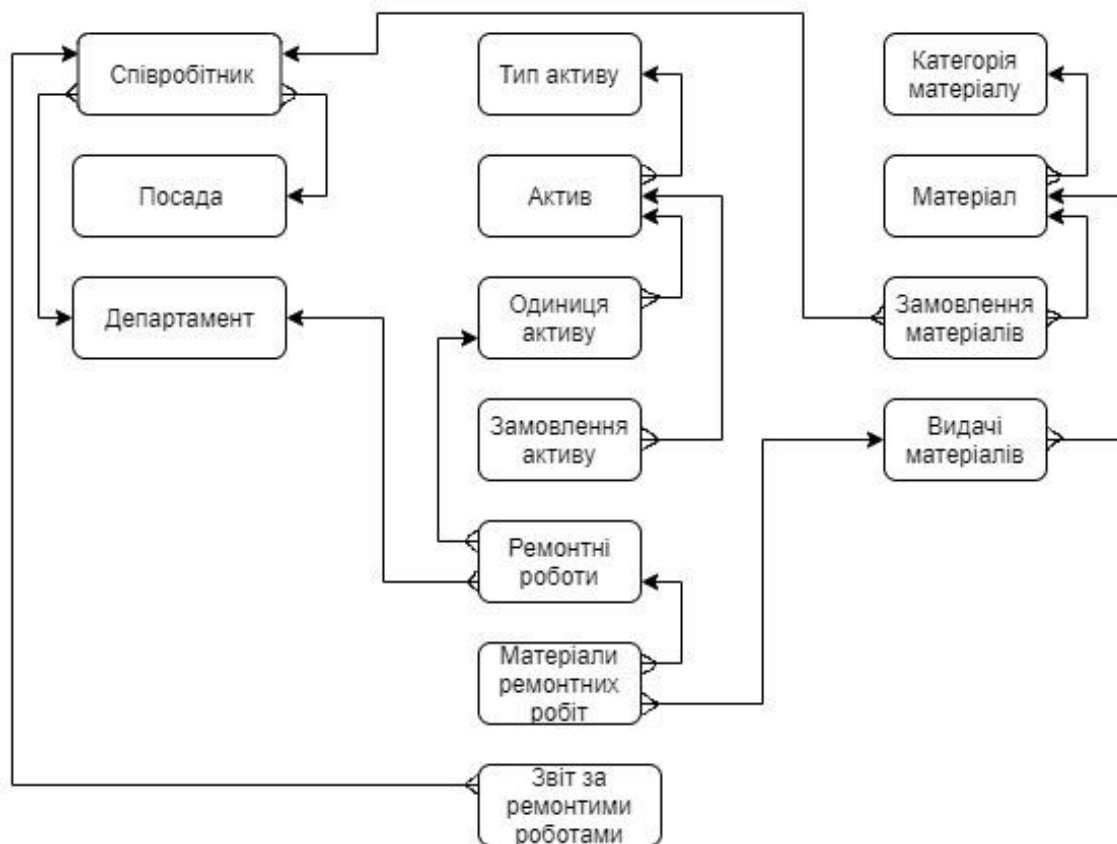 Співробітник
Тип активу
Категорія
матеріалу
Посада
Актив
Матеріал
Департамент
Одиниця
активу
Замовлення
матеріалів
Замовлення
активу
Видачі
матеріалів
Ремонтні
роботи
Матеріали
ремонтних
робіт
Звіт за
ремонтими
роботами